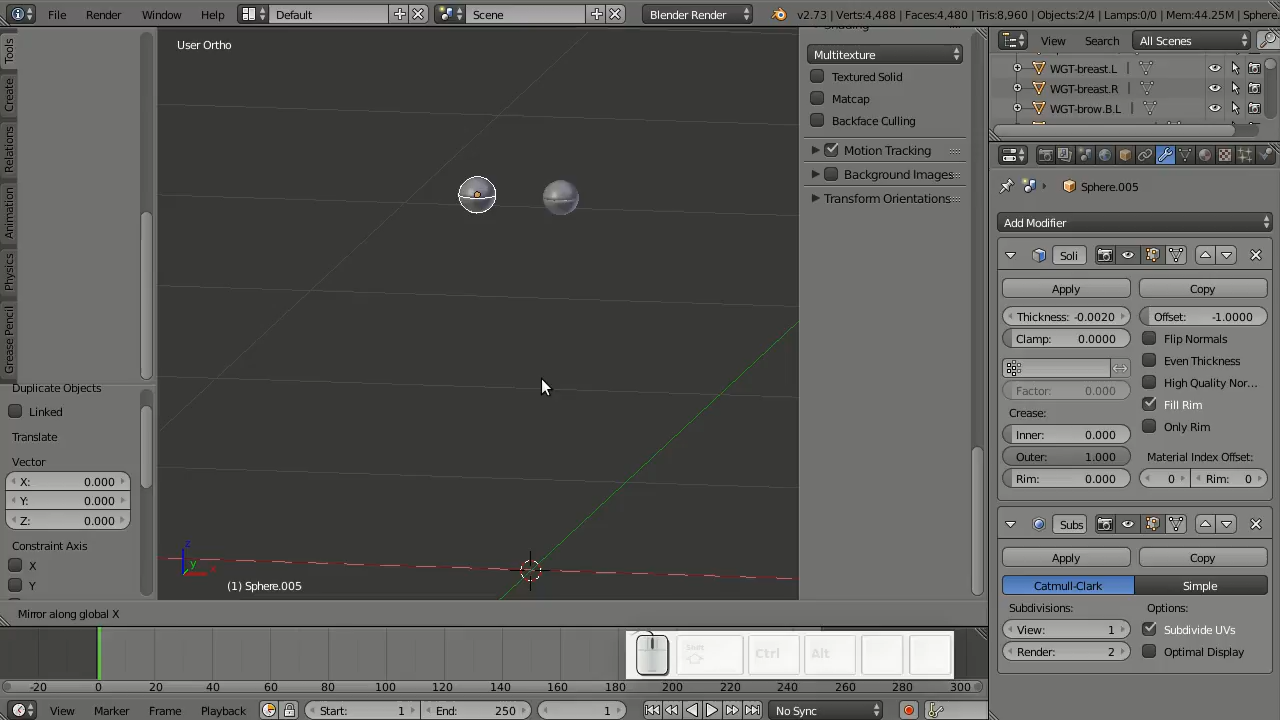 File Render Window Help Default Scene Blender Render v2.73 | Verts:4,488 | Faces:4,480 | Tris:8,960 | Objects:2/4 | Lamps:0/0 | Mem:44.25M | Sphere.
Tools
Create
Relations
Animation
Physics
Grease Pencil
Duplicate Objects
Linked
Translate
Vector
X: 0.000
Y: 0.000
Z: 0.000
Constraint Axis
X
Y
User Ortho
z
y
x
(1) Sphere.005
Mirror along global X
Multitexture
Textured Solid
Matcap
Backface Culling
Motion Tracking
Background Images
Transform Orientations
View Search All Scenes
WGT-breast.L
WGT-breast.R
WGT-brow.B.L
Sphere.005
Add Modifier
Soli
Apply Copy
Thickness: -0.0020 Offset: -1.0000
Clamp: 0.0000 Flip Normals
Even Thickness
Factor: 0.000 High Quality Nor...
Crease: Fill Rim
Inner: 0.000 Only Rim
Outer: 1.000 Material Index Offset:
Rim: 0.000 0 Rim: 0
Subs
Apply Copy
Catmull-Clark Simple
Subdivisions: Options:
View: 1 Subdivide UVs
Render: 2 Optimal Display
Ctrl Alt
-20 0 20 40 60 80 100 120 140 160 180 200 220 240 260 280 300
View Marker Frame Playback Start: 1 End: 250 1 No Sync